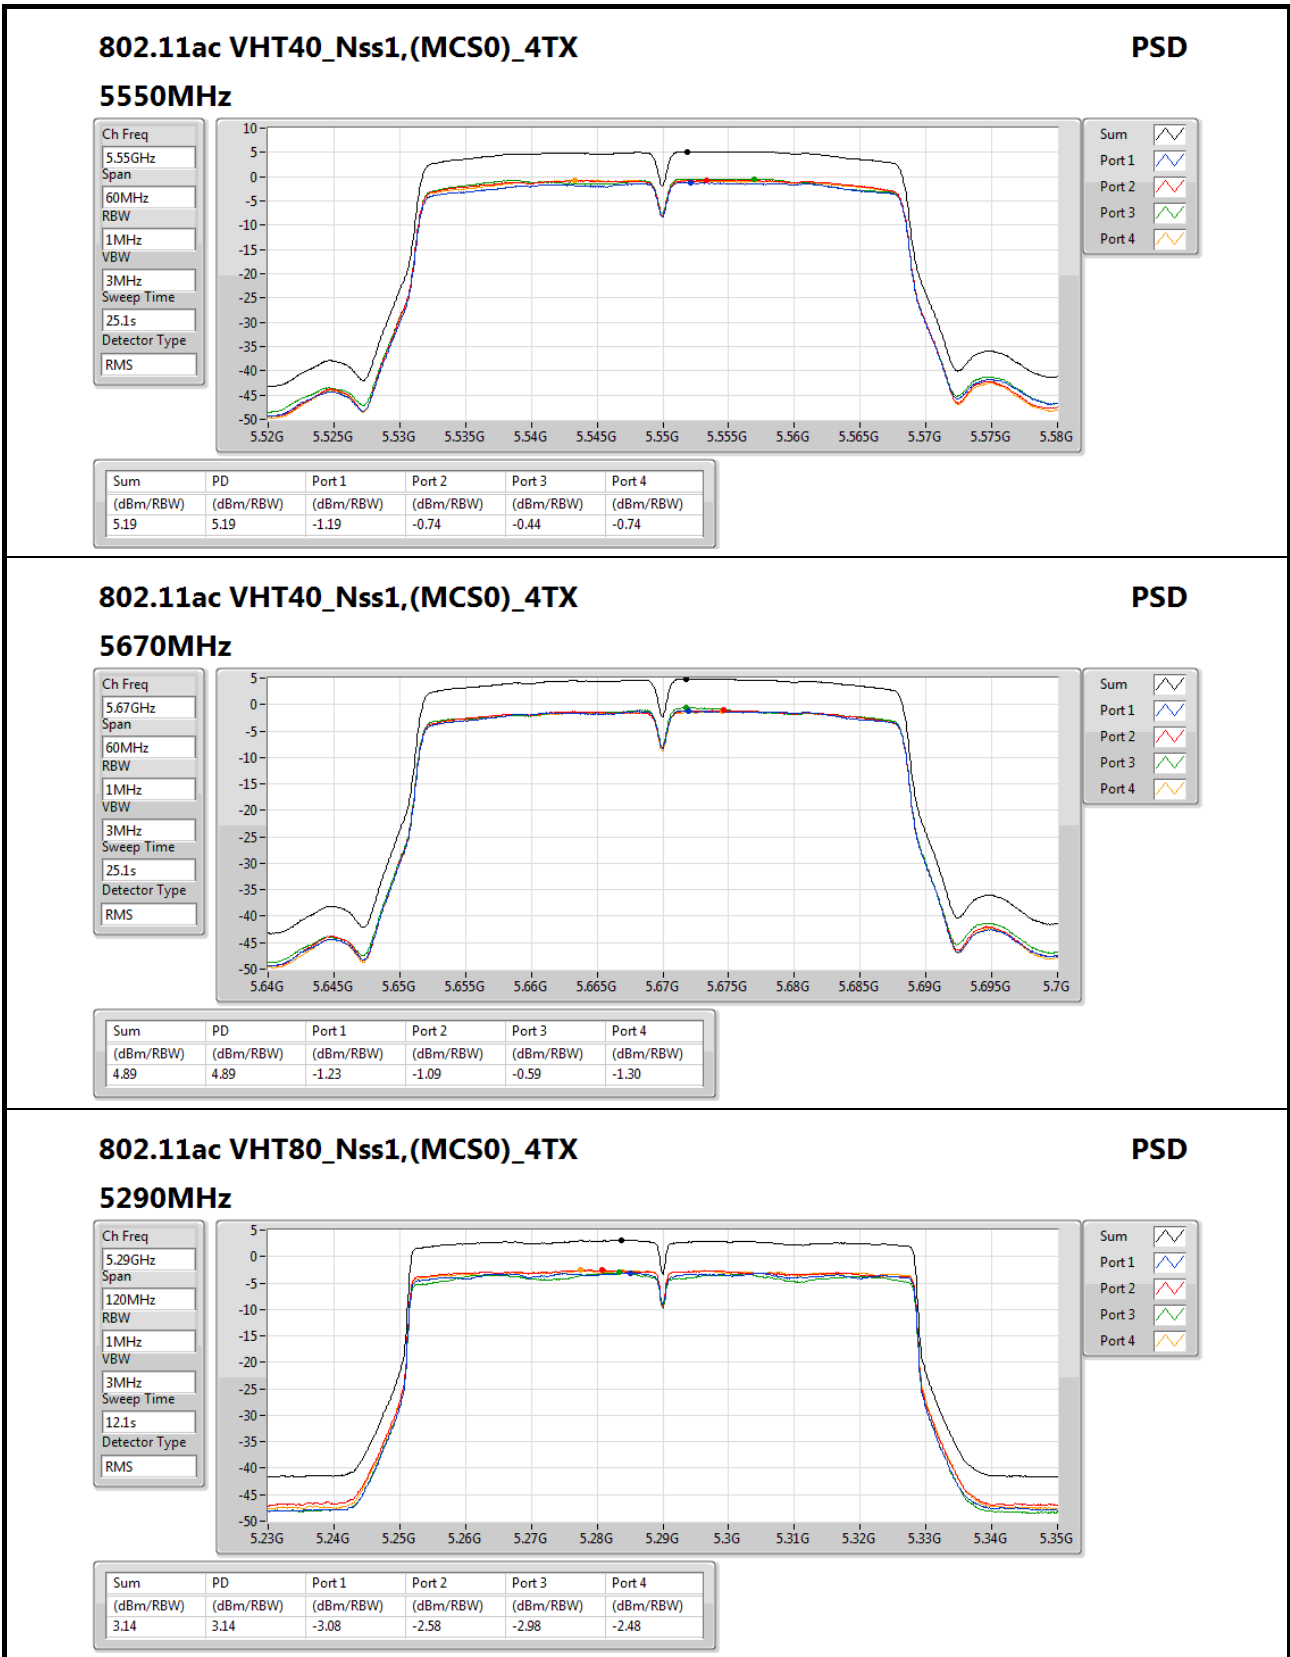 802.11ac VHT40_Nss1,(MCS0)_4TX PSD
5550MHz
Ch Freq
5.55GHz
Span
60MHz
RBW
1MHz
VBW
3MHz
Sweep Time
25.1s
Detector Type
RMS
10
5
0
-5
-10
-15
-20
-25
-30
-35
-40
-45
-50
5.52G 5.525G 5.53G 5.535G 5.54G 5.545G 5.55G 5.555G 5.56G 5.565G 5.57G 5.575G 5.58G
Sum
Port 1
Port 2
Port 3
Port 4
Sum PD Port 1 Port 2 Port 3 Port 4
(dBm/RBW) (dBm/RBW) (dBm/RBW) (dBm/RBW) (dBm/RBW) (dBm/RBW)
5.19 5.19 -1.19 -0.74 -0.44 -0.74
802.11ac VHT40_Nss1,(MCS0)_4TX PSD
5670MHz
Ch Freq
5.67GHz
Span
60MHz
RBW
1MHz
VBW
3MHz
Sweep Time
25.1s
Detector Type
RMS
5
0
-5
-10
-15
-20
-25
-30
-35
-40
-45
-50
5.64G 5.645G 5.65G 5.655G 5.66G 5.665G 5.67G 5.675G 5.68G 5.685G 5.69G 5.695G 5.7G
Sum
Port 1
Port 2
Port 3
Port 4
Sum PD Port 1 Port 2 Port 3 Port 4
(dBm/RBW) (dBm/RBW) (dBm/RBW) (dBm/RBW) (dBm/RBW) (dBm/RBW)
4.89 4.89 -1.23 -1.09 -0.59 -1.30
802.11ac VHT80_Nss1,(MCS0)_4TX PSD
5290MHz
Ch Freq
5.29GHz
Span
120MHz
RBW
1MHz
VBW
3MHz
Sweep Time
12.1s
Detector Type
RMS
5
0
-5
-10
-15
-20
-25
-30
-35
-40
-45
-50
5.23G 5.24G 5.25G 5.26G 5.27G 5.28G 5.29G 5.3G 5.31G 5.32G 5.33G 5.34G 5.35G
Sum
Port 1
Port 2
Port 3
Port 4
Sum PD Port 1 Port 2 Port 3 Port 4
(dBm/RBW) (dBm/RBW) (dBm/RBW) (dBm/RBW) (dBm/RBW) (dBm/RBW)
3.14 3.14 -3.08 -2.58 -2.98 -2.48